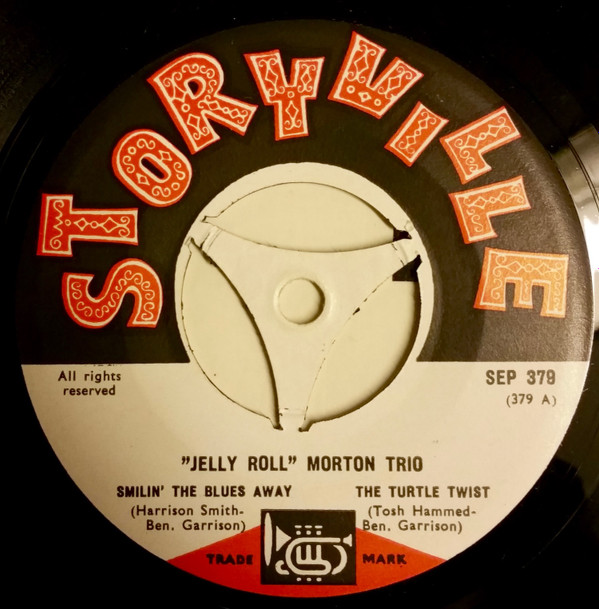 STORYVILLE
All rights
reserved
SEP 379
(379 A)
"JELLY ROLL" MORTON TRIO
SMILIN' THE BLUES AWAY
(Harrison Smith-
Ben. Garrison)
THE TURTLE TWIST
(Tosh Hammed-
Ben. Garrison)
TRADE MARK